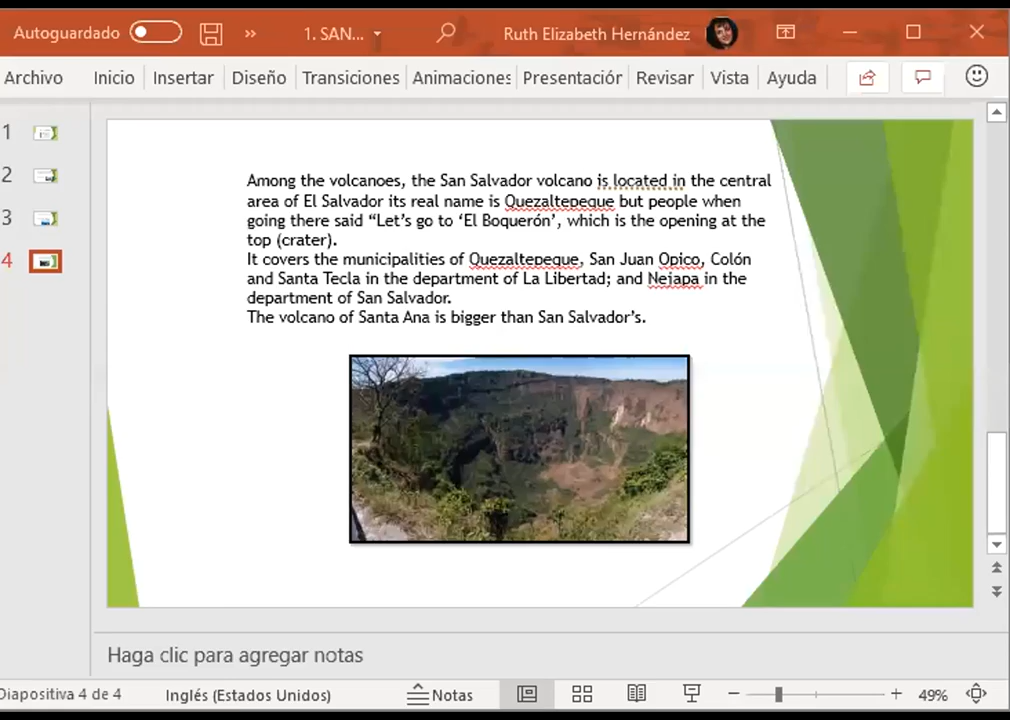 Autoguardado
1. SAN...
Ruth Elizabeth Hernández
Archivo Inicio Insertar Diseño Transiciones Animaciones Presentaciór Revisar Vista Ayuda
1
2
3
4
Among the volcanoes, the San Salvador volcano is located in the central
area of El Salvador its real name is Quezaltepeque but people when
going there said “Let’s go to ‘El Boquerón’, which is the opening at the
top (crater).
It covers the municipalities of Quezaltepeque, San Juan Opico, Colón
and Santa Tecla in the department of La Libertad; and Nejapa in the
department of San Salvador.
The volcano of Santa Ana is bigger than San Salvador’s.
Haga clic para agregar notas
Diapositiva 4 de 4 Inglés (Estados Unidos) Notas 49%